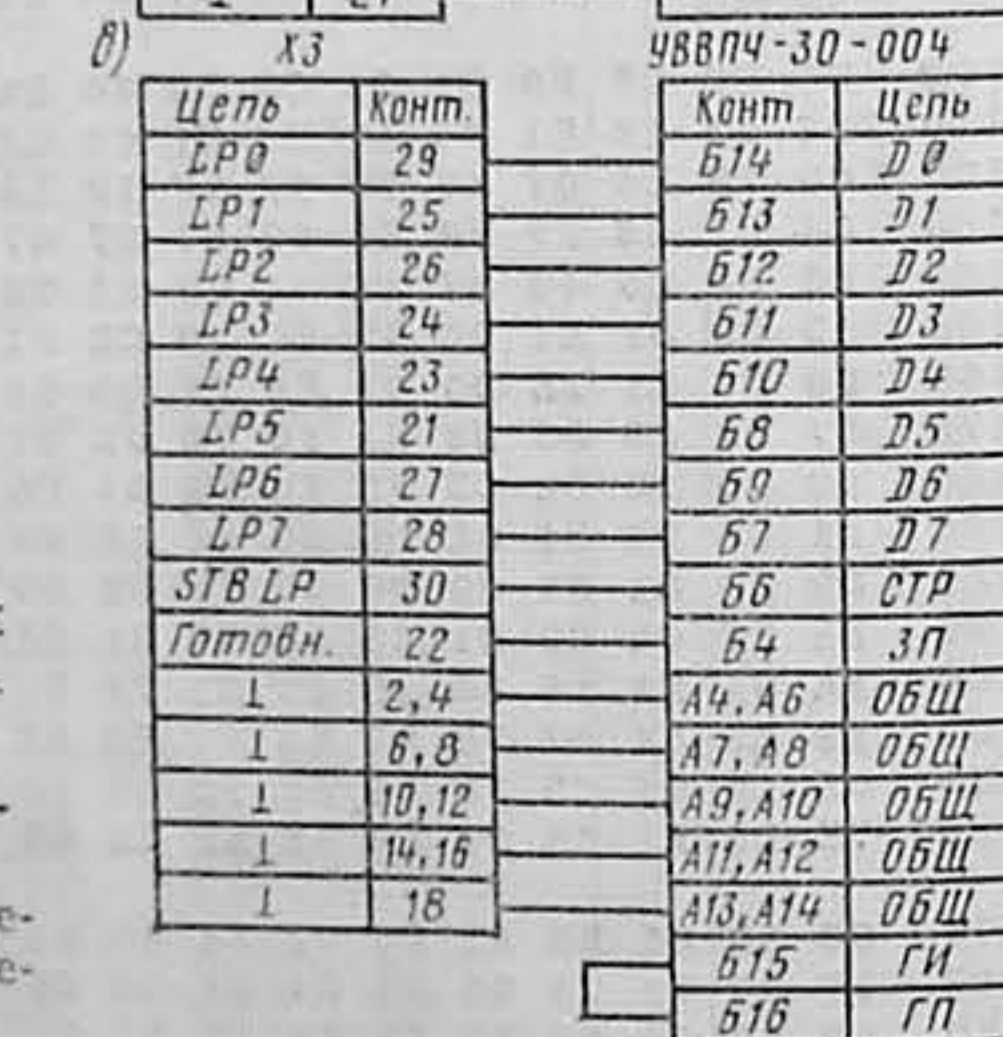 в) X3 УВВПЧ-30-004
Цепь Конт. Конт Цепь
LP0 29 Б14 D0
LP1 25 Б13 D1
LP2 26 Б12 D2
LP3 24 Б11 D3
LP4 23 Б10 D4
LP5 21 Б8 D5
LP6 27 Б9 D6
LP7 28 Б7 D7
STB LP 30 Б6 СТР
Готовн. 22 Б4 ЗП
⊥ 2,4 А4,А6 ОБЩ
⊥ 6,8 А7,А8 ОБЩ
⊥ 10,12 А9,А10 ОБЩ
⊥ 14,16 А11,А12 ОБЩ
⊥ 18 А13,А14 ОБЩ
Б15 ГИ
Б16 ГП